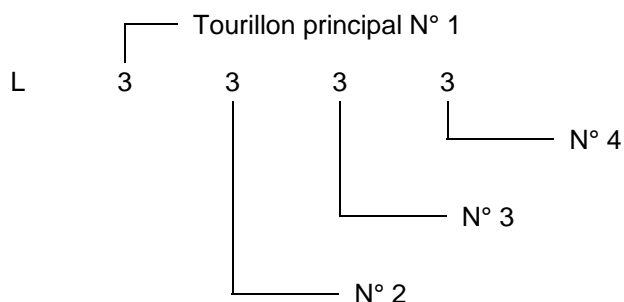 Tourillon principal N° 1
L 3 3 3 3
N° 4
N° 3
N° 2